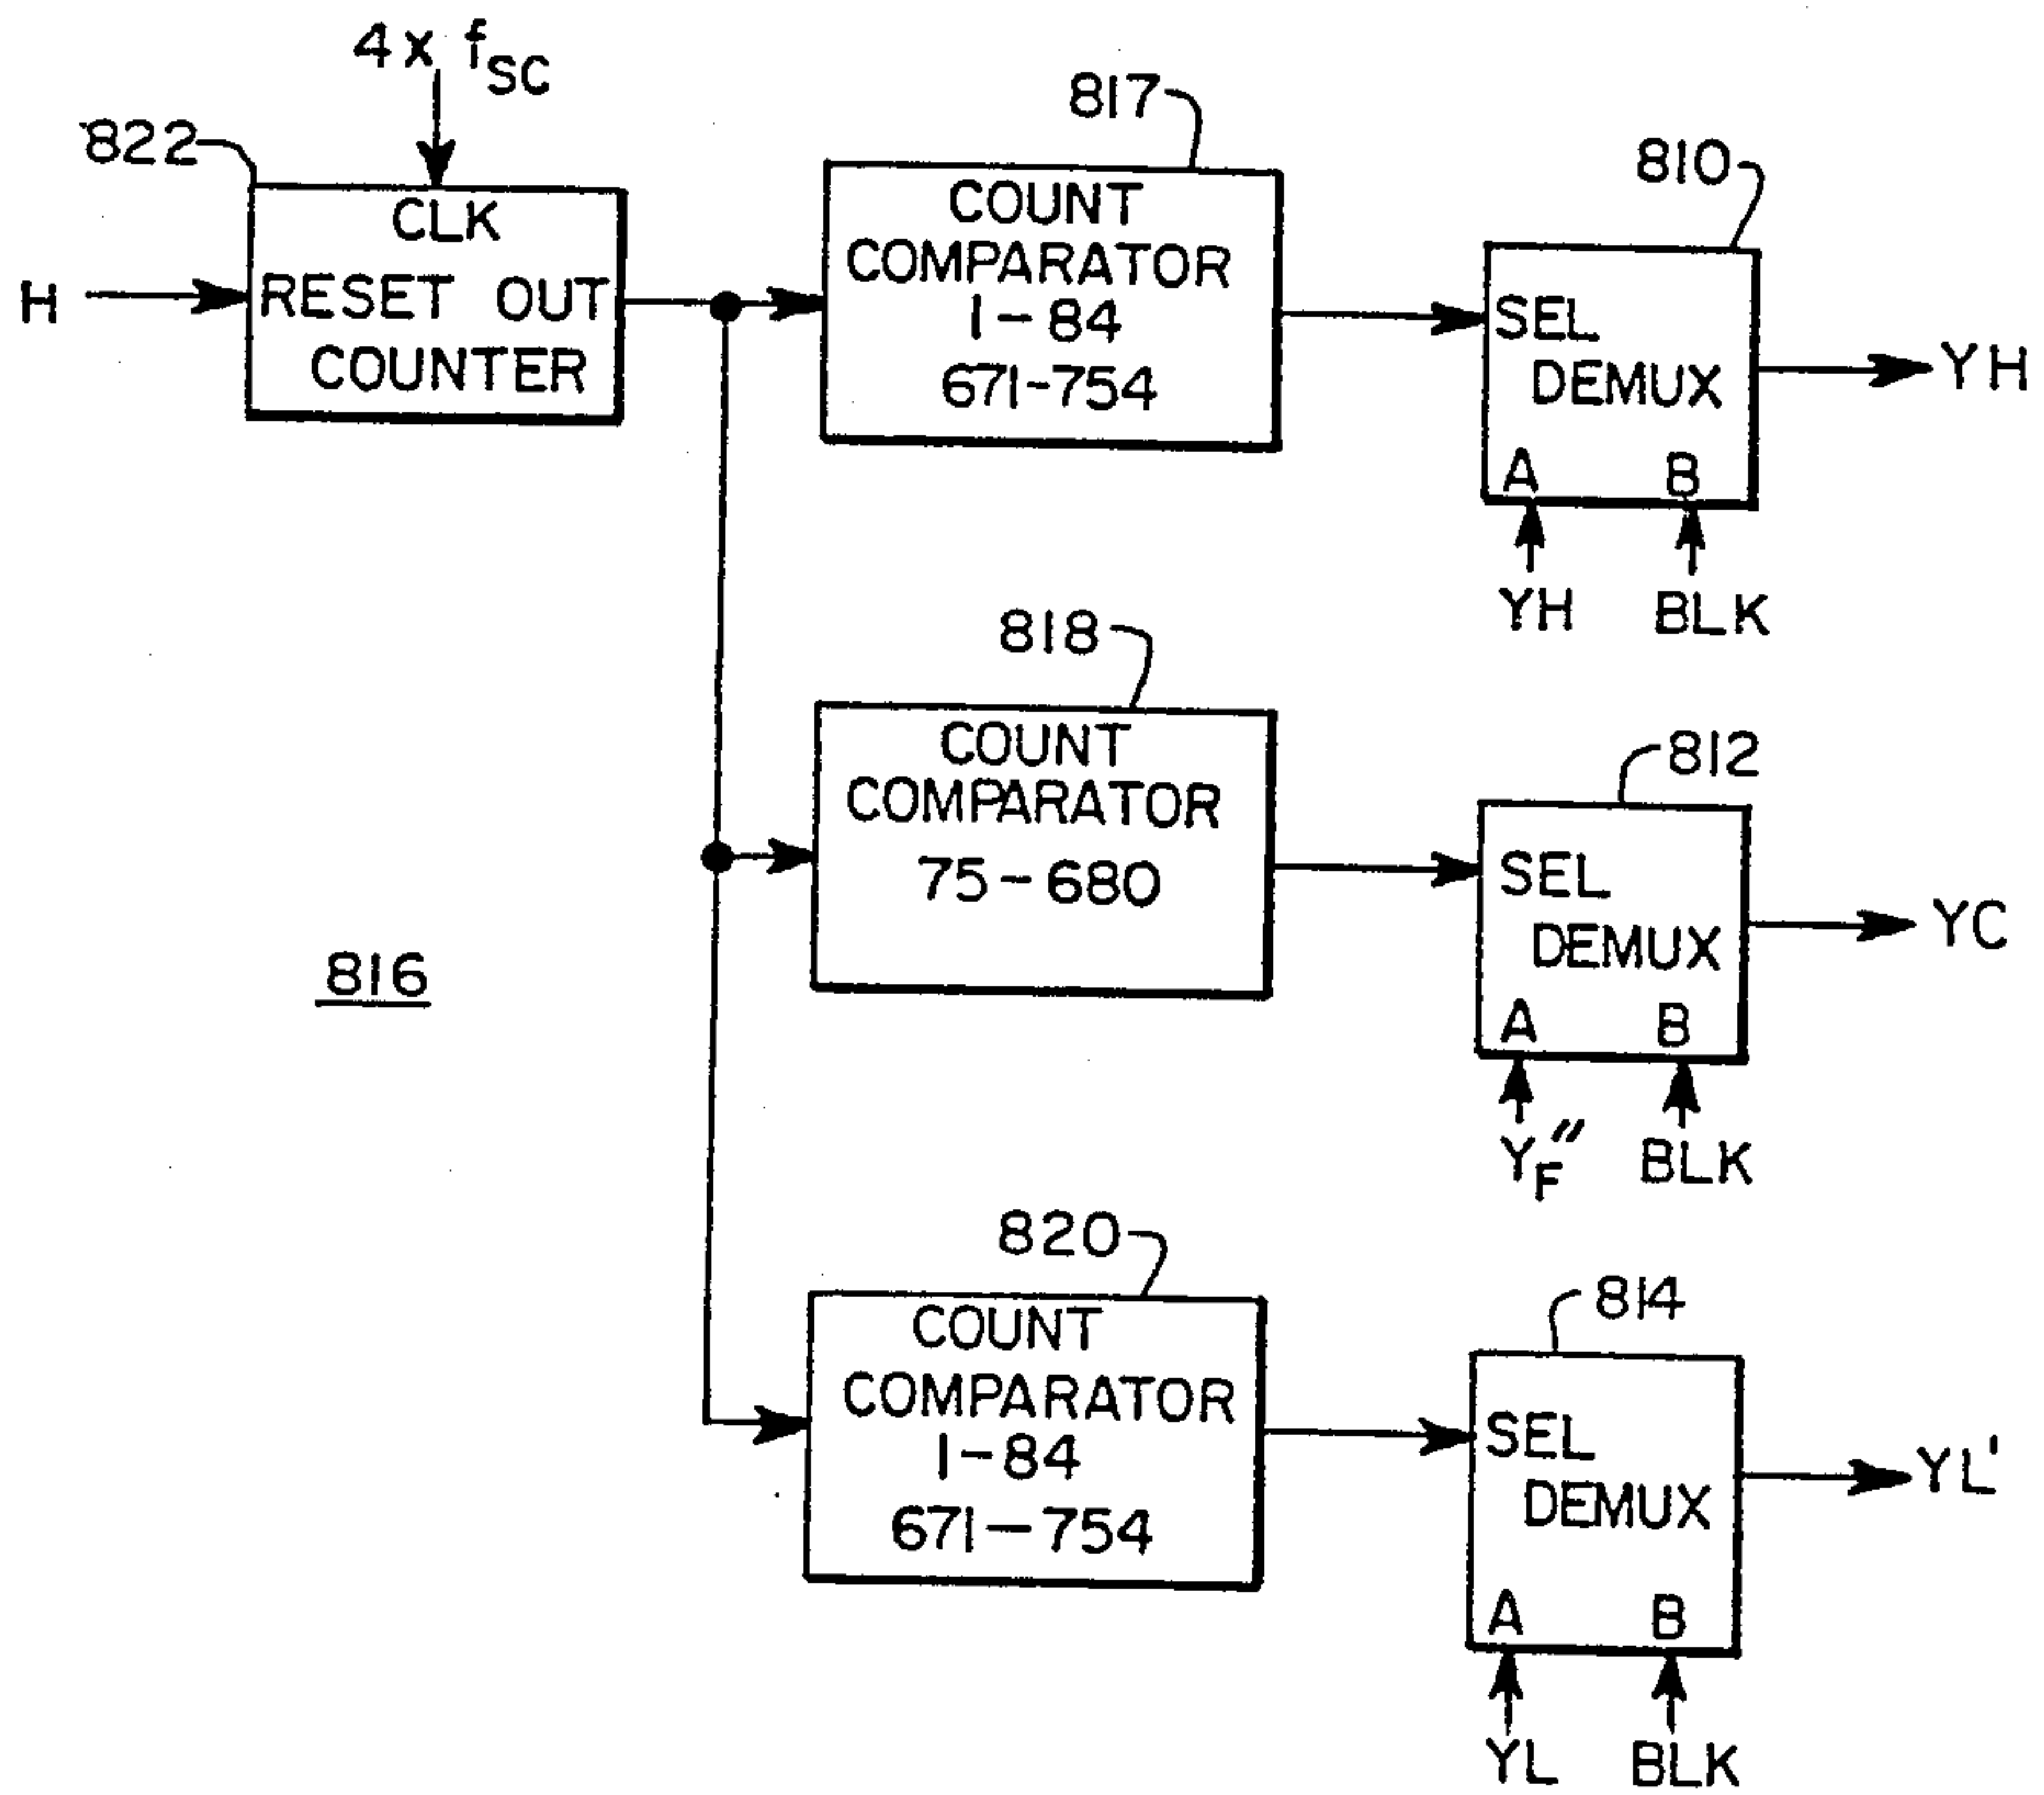 4 x fSC
822
CLK
RESET OUT
COUNTER
H
817
COUNT
COMPARATOR
1-84
671-754
810
SEL
DEMUX
A B
YH
YH BLK
818
COUNT
COMPARATOR
75-680
812
SEL
DEMUX
A B
YC
YF" BLK
816
820
COUNT
COMPARATOR
1-84
671-754
814
SEL
DEMUX
A B
YL'
YL BLK